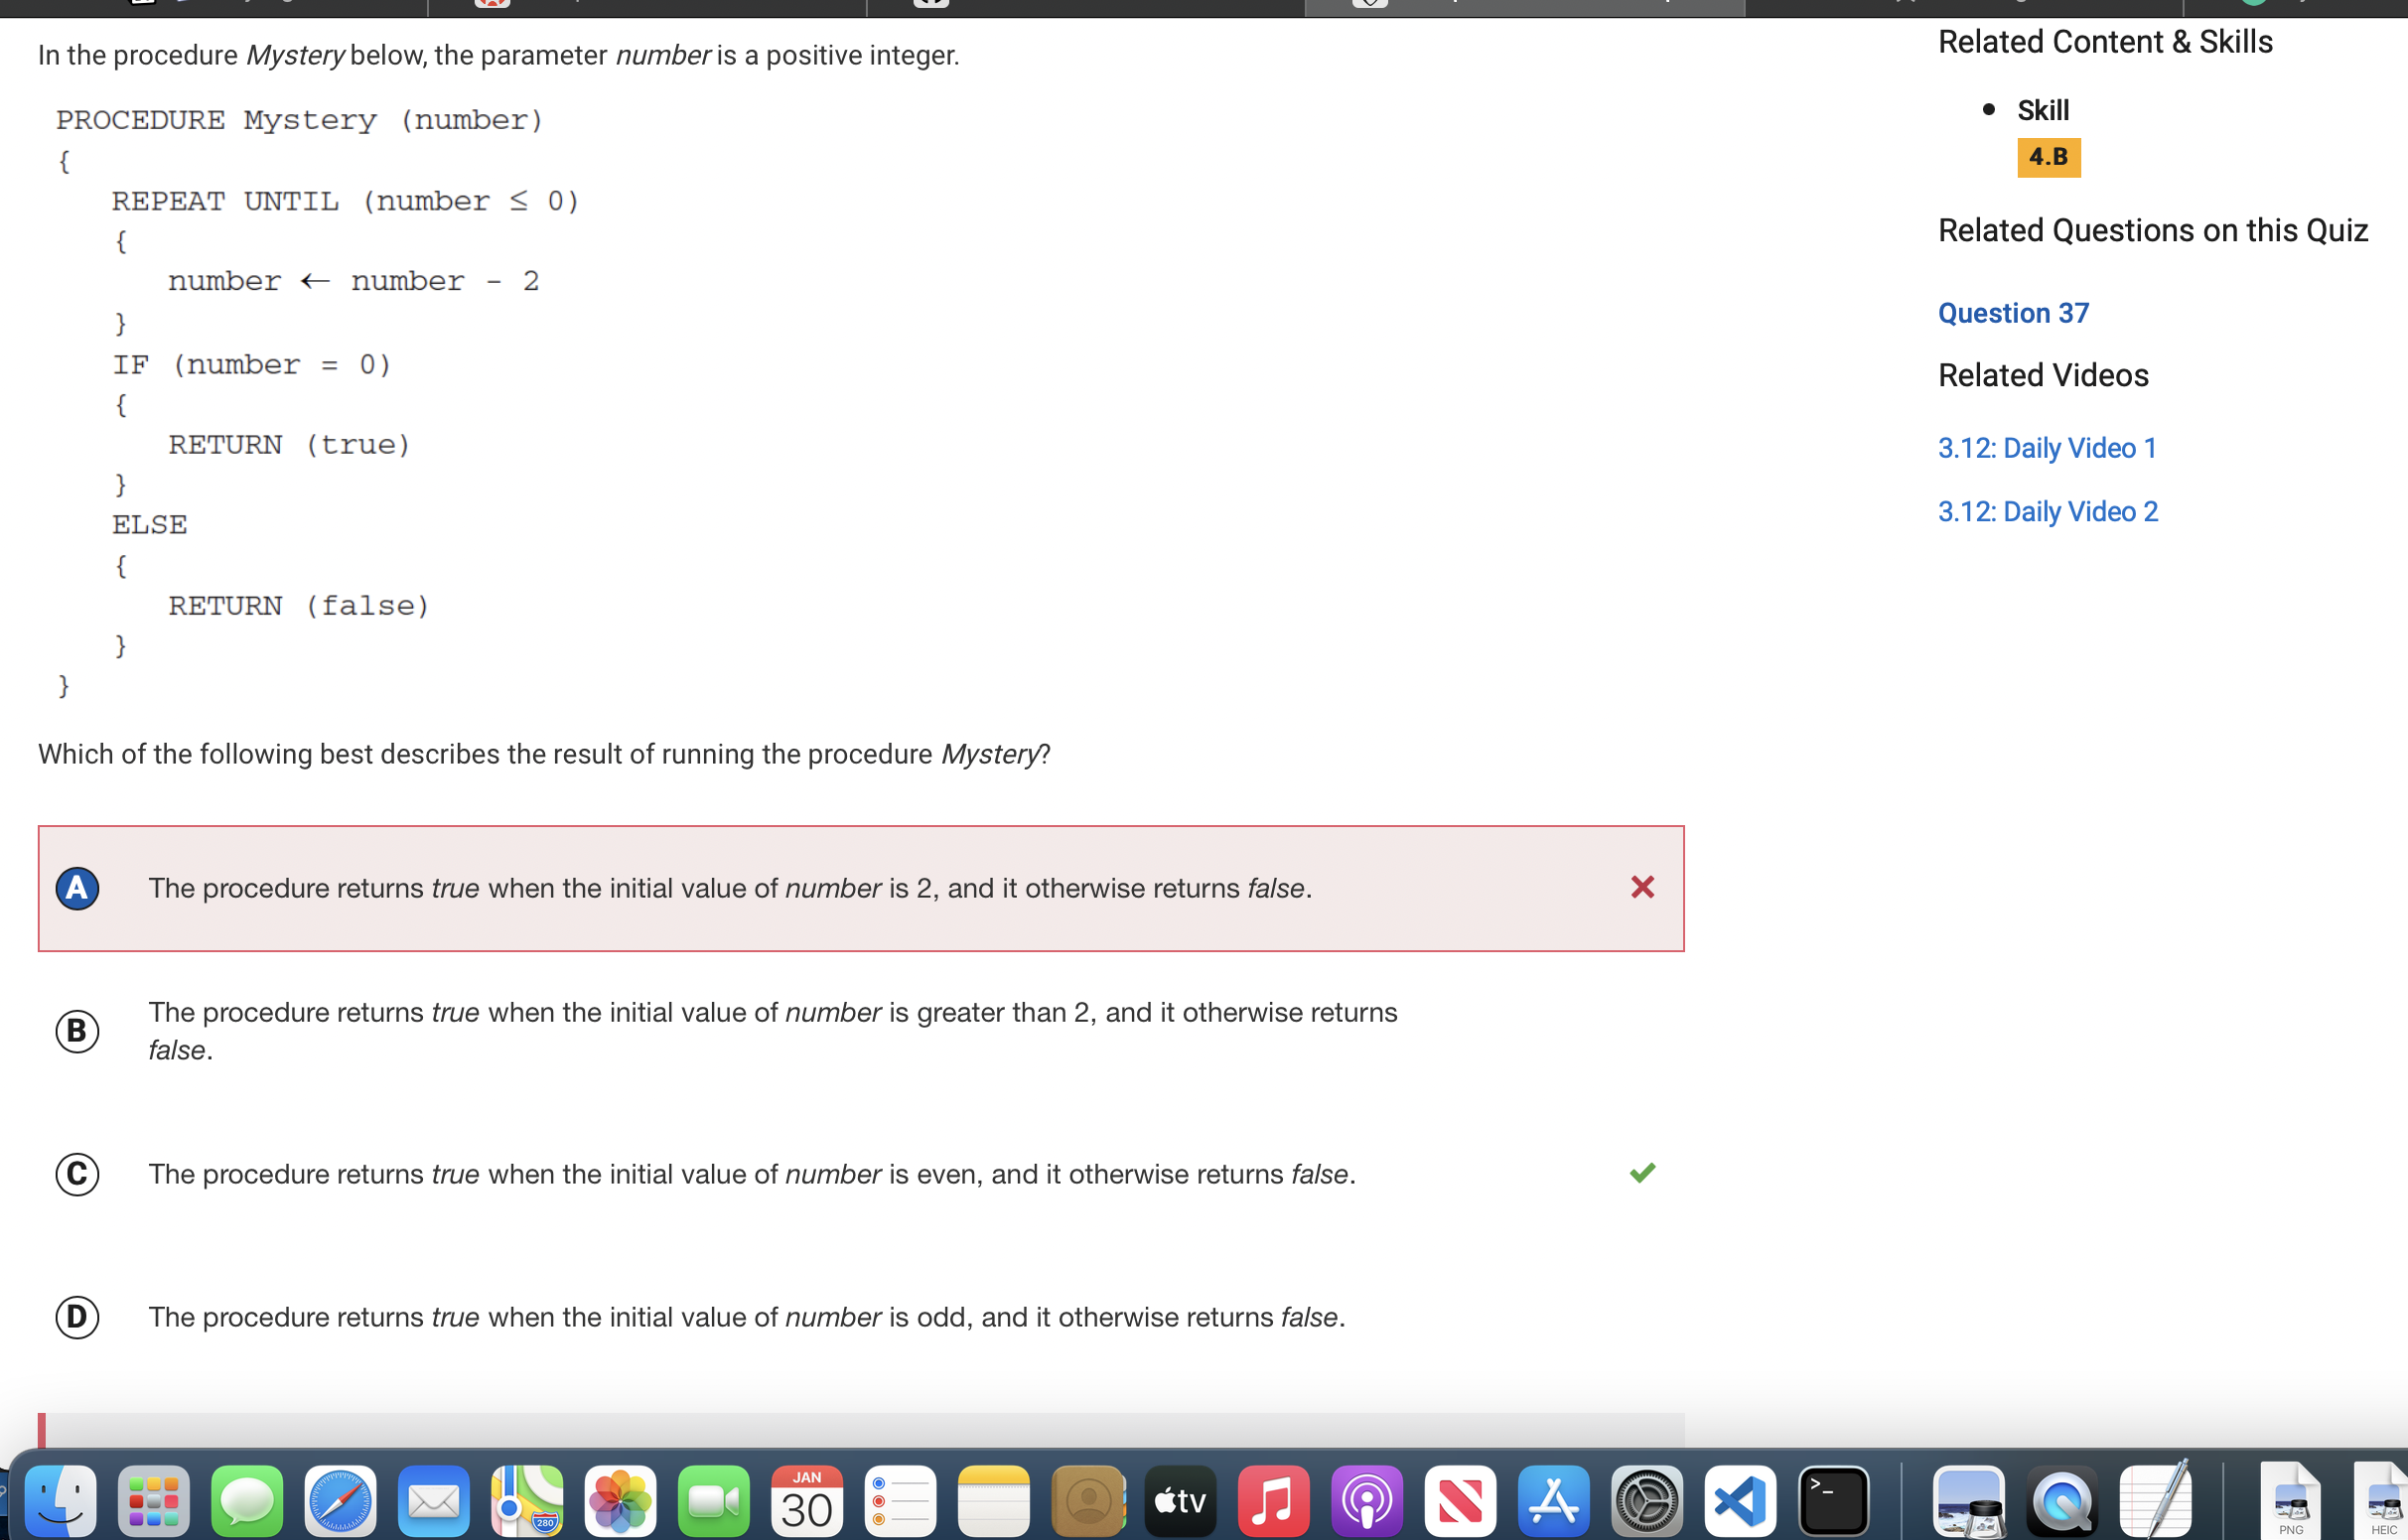 In the procedure Mystery below, the parameter number is a positive integer.
PROCEDURE Mystery (number)
{
REPEAT UNTIL (number ≤ 0)
{
number ← number - 2
}
IF (number = 0)
{
RETURN (true)
}
ELSE
{
RETURN (false)
}
}
Which of the following best describes the result of running the procedure Mystery?
A The procedure returns true when the initial value of number is 2, and it otherwise returns false.
B The procedure returns true when the initial value of number is greater than 2, and it otherwise returns
false.
C The procedure returns true when the initial value of number is even, and it otherwise returns false.
D The procedure returns true when the initial value of number is odd, and it otherwise returns false.
Related Content & Skills
• Skill
4.B
Related Questions on this Quiz
Question 37
Related Videos
3.12: Daily Video 1
3.12: Daily Video 2
280
JAN
30
tv
>_
PNG
HEIC